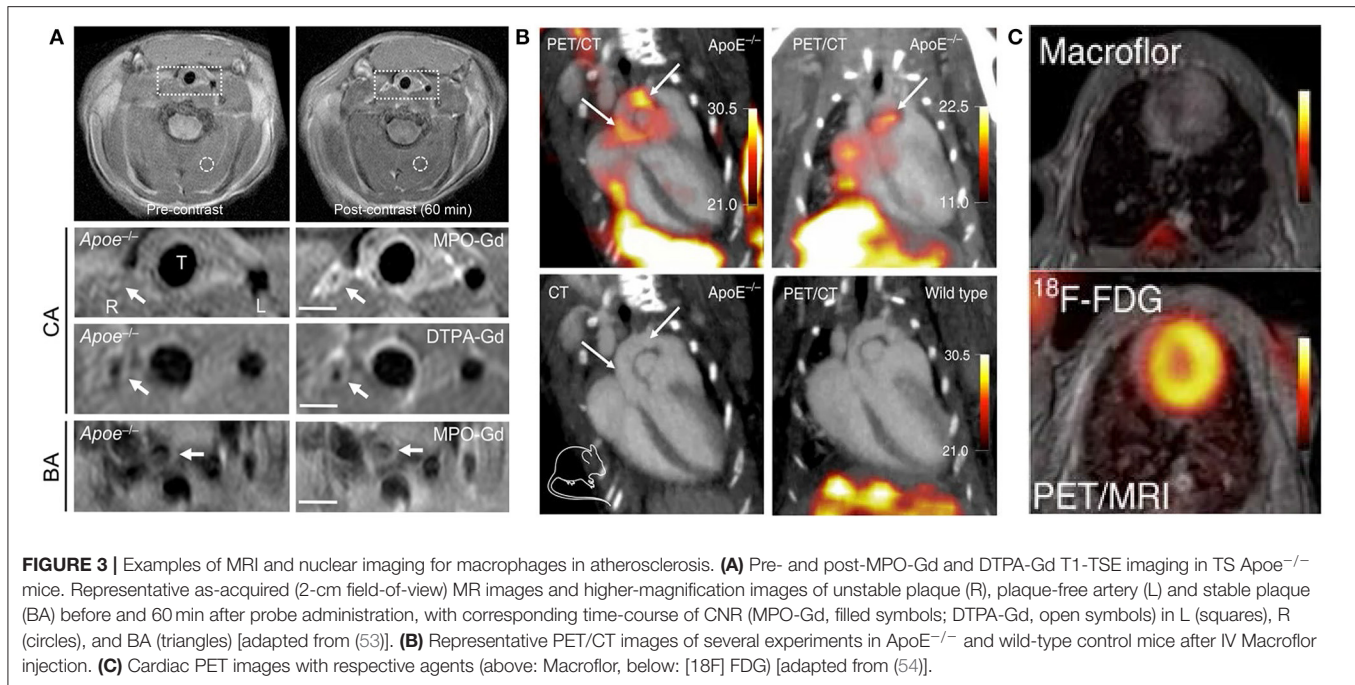 A
Pre-contrast
Post-contrast (60 min)
CA
Apoe⁻/⁻
T
R
L
MPO-Gd
Apoe⁻/⁻
DTPA-Gd
BA
Apoe⁻/⁻
MPO-Gd
B
PET/CT
ApoE⁻/⁻
30.5
21.0
PET/CT
ApoE⁻/⁻
22.5
11.0
CT
ApoE⁻/⁻
PET/CT
Wild type
30.5
21.0
C
Macroflor
¹⁸F-FDG
PET/MRI
FIGURE 3 | Examples of MRI and nuclear imaging for macrophages in atherosclerosis. (A) Pre- and post-MPO-Gd and DTPA-Gd T1-TSE imaging in TS Apoe⁻/⁻
mice. Representative as-acquired (2-cm field-of-view) MR images and higher-magnification images of unstable plaque (R), plaque-free artery (L) and stable plaque
(BA) before and 60 min after probe administration, with corresponding time-course of CNR (MPO-Gd, filled symbols; DTPA-Gd, open symbols) in L (squares), R
(circles), and BA (triangles) [adapted from (53)]. (B) Representative PET/CT images of several experiments in ApoE⁻/⁻ and wild-type control mice after IV Macroflor
injection. (C) Cardiac PET images with respective agents (above: Macroflor, below: [18F] FDG) [adapted from (54)].